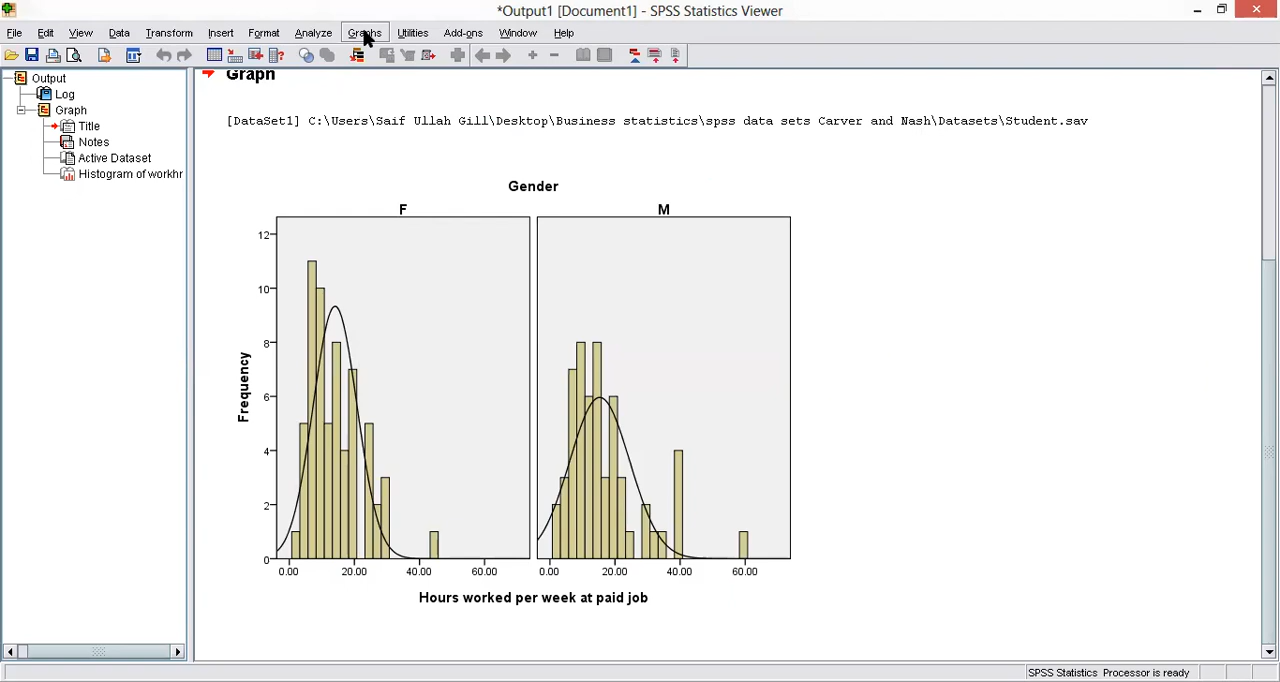 *Output1 [Document1] - SPSS Statistics Viewer
File Edit View Data Transform Insert Format Analyze Graphs Utilities Add-ons Window Help
Output
Log
Graph
Title
Notes
Active Dataset
Histogram of workhr
Graph
[DataSet1] C:\Users\Saif Ullah Gill\Desktop\Business statistics\spss data sets Carver and Nash\Datasets\Student.sav
Gender
F M
12
10
8
6
4
2
0
Frequency
0.00 20.00 40.00 60.00 0.00 20.00 40.00 60.00
Hours worked per week at paid job
SPSS Statistics Processor is ready